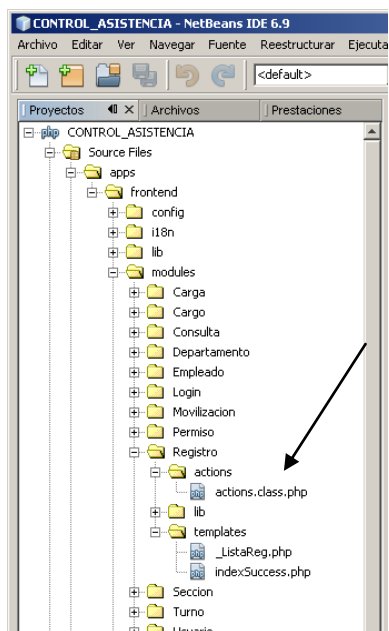 CONTROL_ASISTENCIA - NetBeans IDE 6.9
Archivo Editar Ver Navegar Fuente Reestructurar Ejecuta
<default>
Proyectos Archivos Prestaciones
php CONTROL_ASISTENCIA
Source Files
apps
frontend
config
i18n
lib
modules
Carga
Cargo
Consulta
Departamento
Empleado
Login
Movilizacion
Permiso
Registro
actions
actions.class.php
lib
templates
_ListaReg.php
indexSuccess.php
Seccion
Turno
Usuario